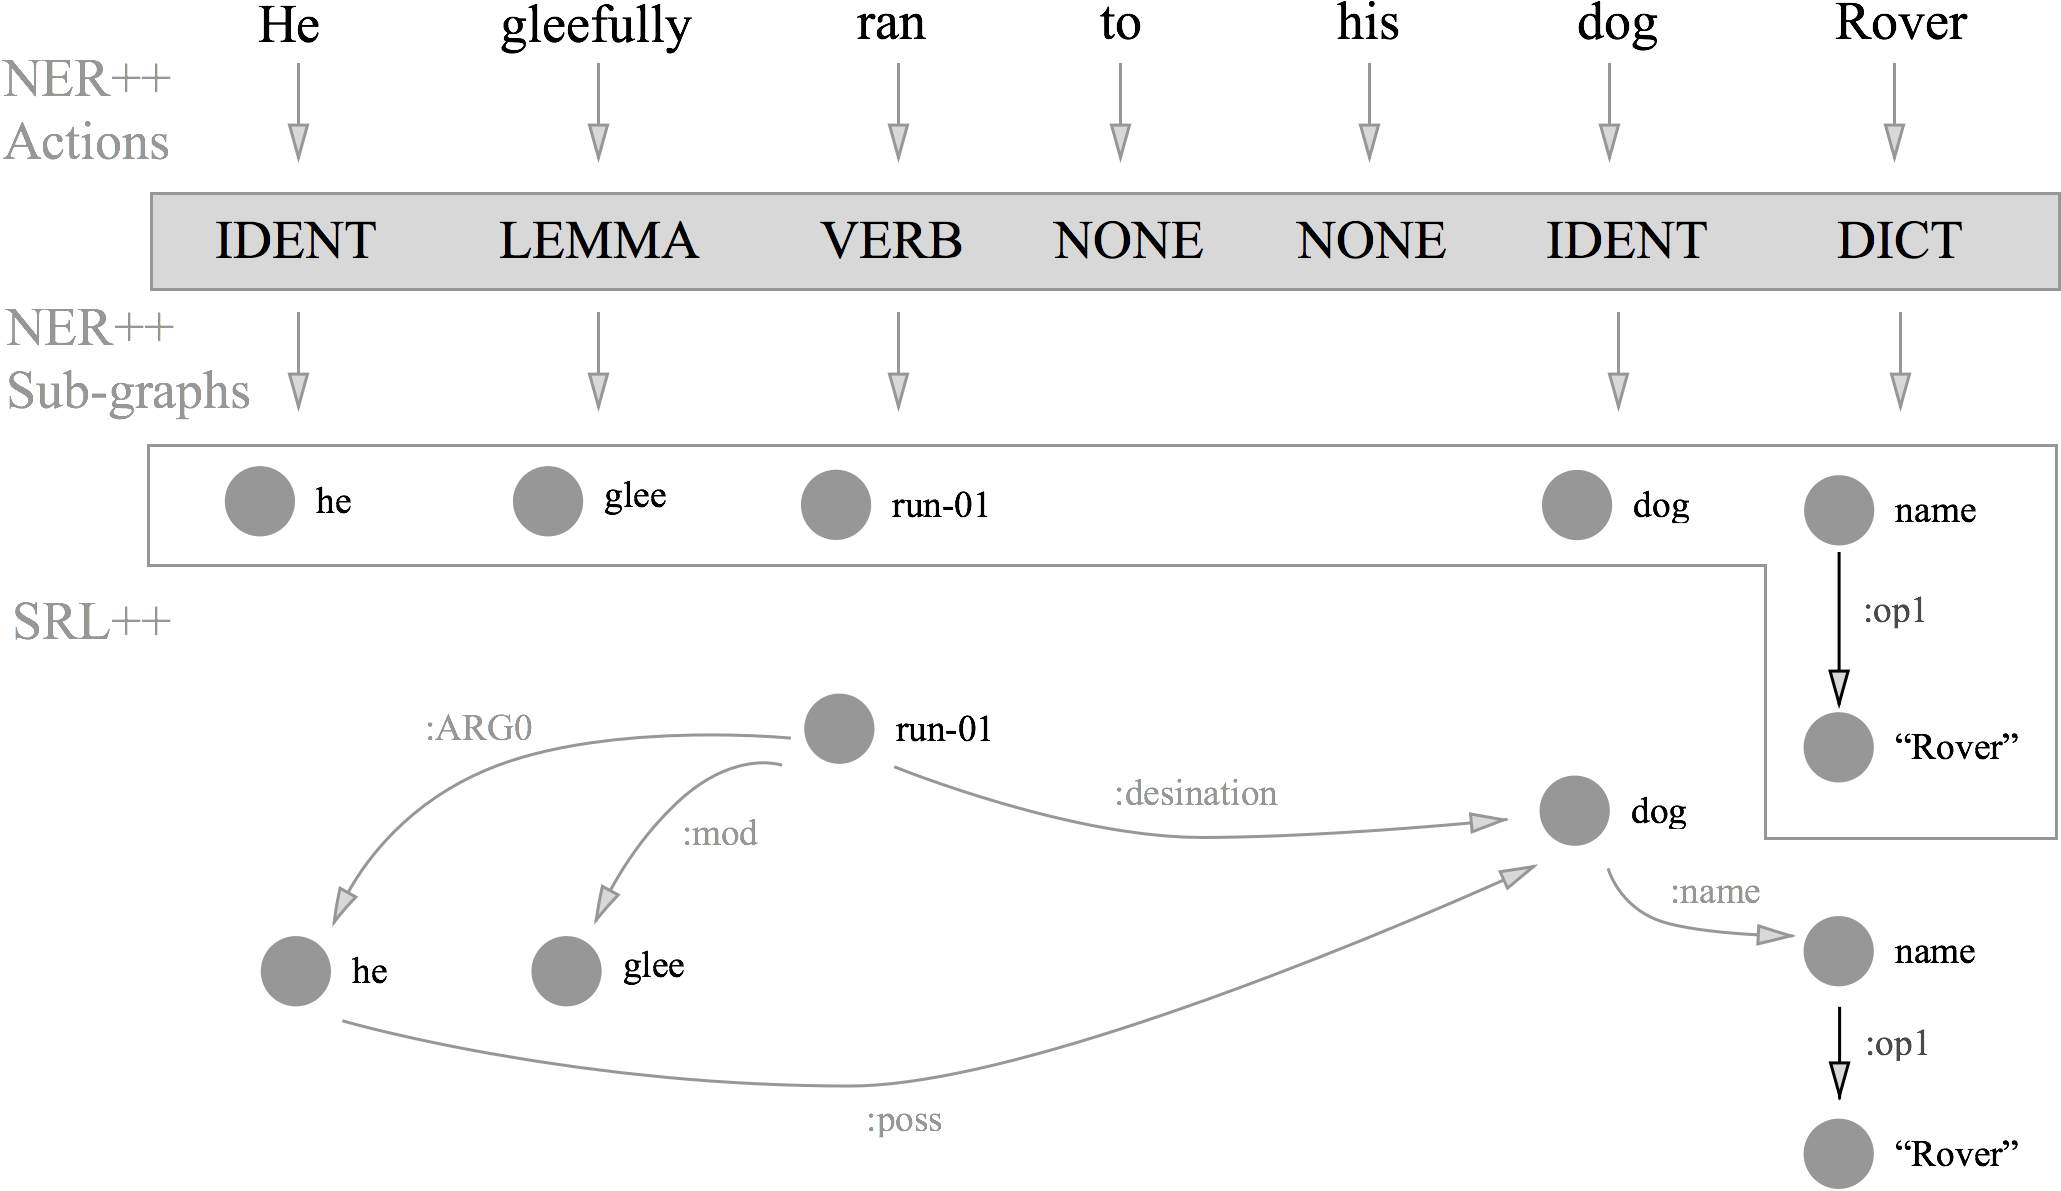 He gleefully ran to his dog Rover
NER++
Actions
IDENT LEMMA VERB NONE NONE IDENT DICT
NER++
Sub-graphs
he glee run-01 dog name
:op1
“Rover”
SRL++
run-01
:ARG0
:mod
:desination
dog
:name
he glee name
:op1
:poss
“Rover”